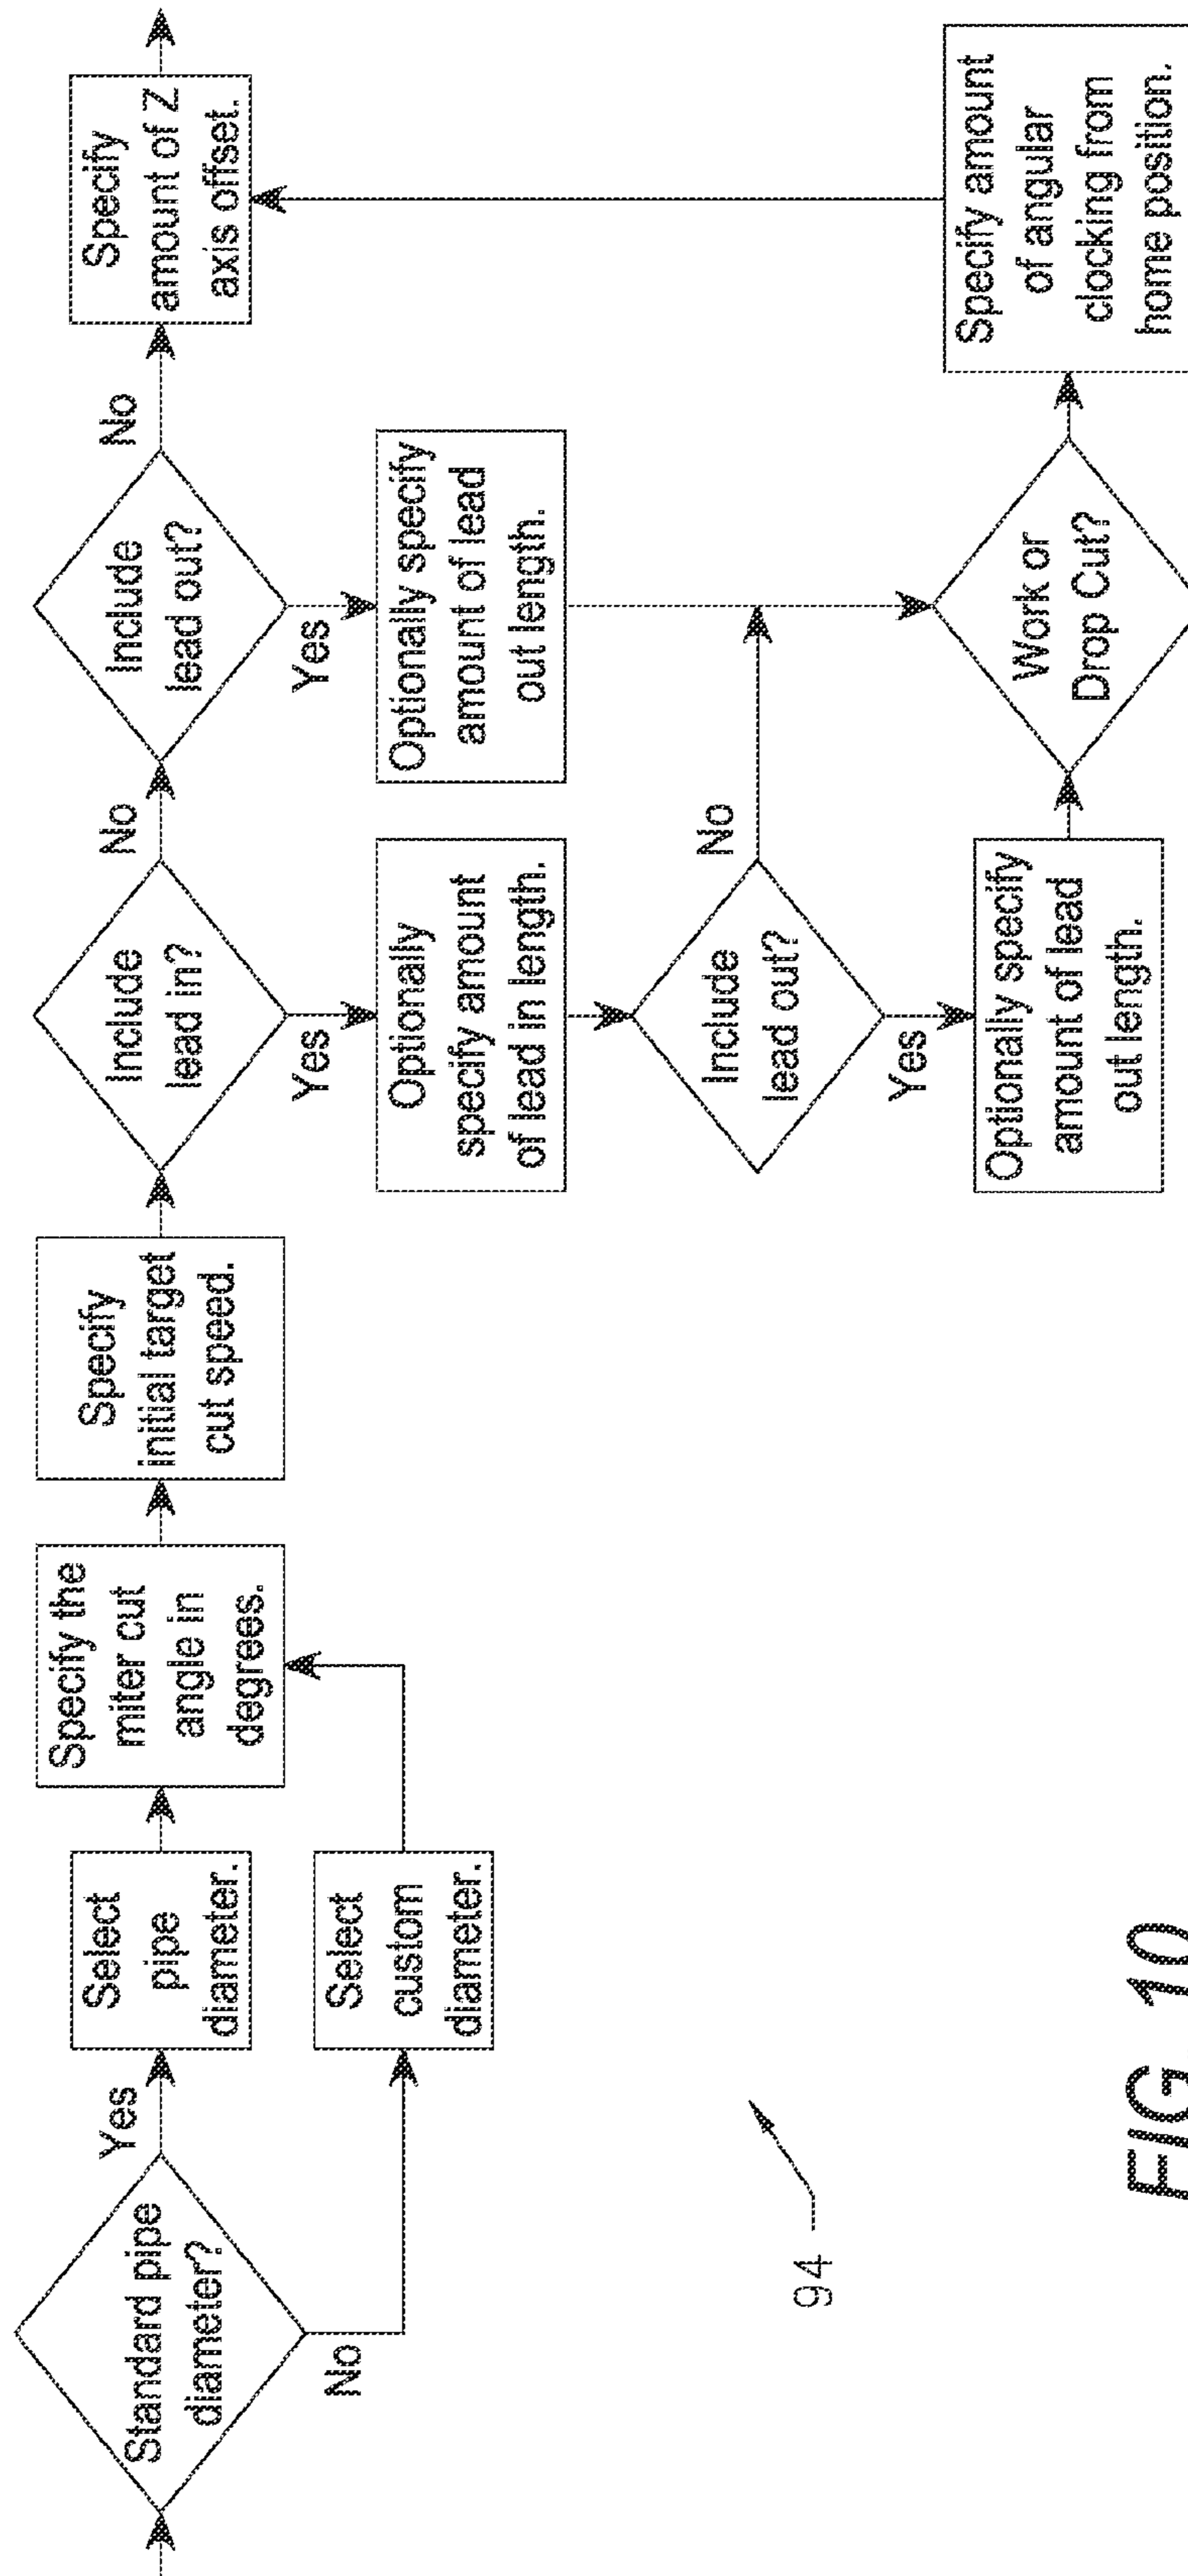 Standard pipe
diameter?
Yes
No
Select
pipe
diameter.
Select
custom
diameter.
Specify the
miter cut
angle in
degrees.
Specify
initial target
cut speed.
Include
lead in?
No
Yes
Optionally
specify amount
of lead in length.
Include
lead out?
No
Yes
Optionally specify
amount of lead
out length.
Include
lead out?
No
Yes
Optionally specify
amount of lead
out length.
Work or
Drop Cut?
Specify amount
of angular
clocking from
home position.
Specify
amount of Z
axis offset.
94
FIG. 10